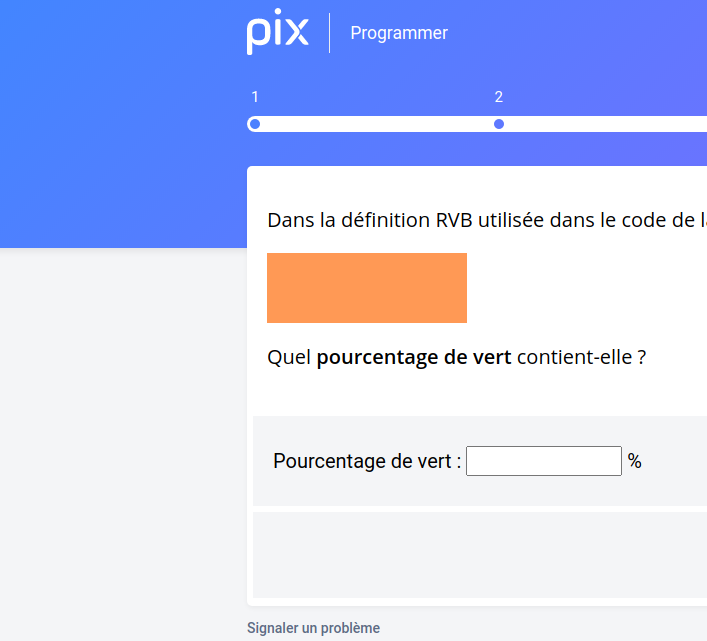 pix
Programmer
1
2
Dans la définition RVB utilisée dans le code de
Quel pourcentage de vert contient-elle ?
Pourcentage de vert :
%
Signaler un problème